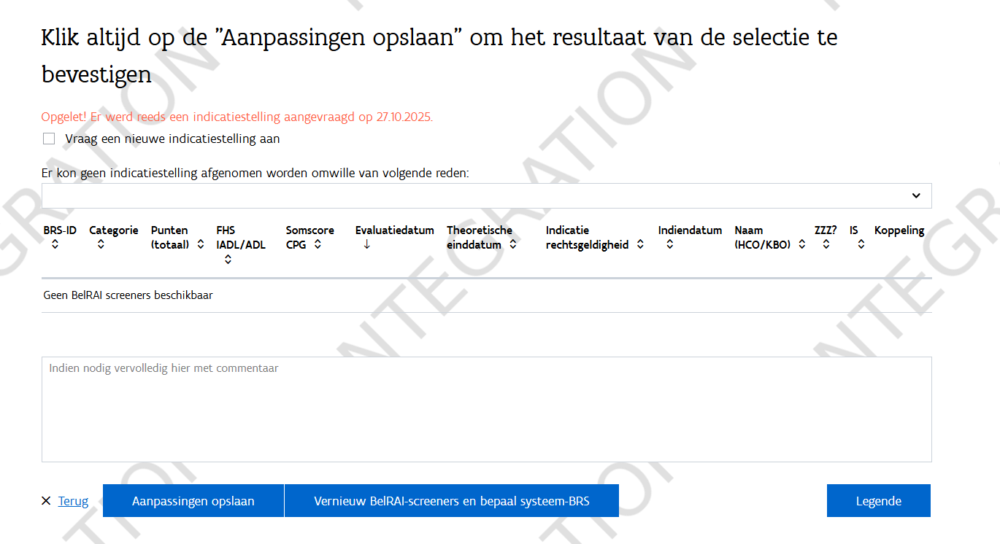 Klik altijd op de ”Aanpassingen opslaan” om het resultaat van de selectie te
bevestigen
Opgelet! Er werd reeds een indicatiestelling aangevraagd op 27.10.2025.
Vraag een nieuwe indicatiestelling aan
Er kon geen indicatiestelling afgenomen worden omwille van volgende reden:
BRS-ID Categorie Punten (totaal) FHS IADL/ADL Somscore CPG Evaluatiedatum Theoretische einddatum Indicatie rechtsgeldigheid Indiendatum Naam (HCO/KBO) ZZZ? IS Koppeling
Geen BelRAI screeners beschikbaar
Indien nodig vervolledig hier met commentaar
Terug Aanpassingen opslaan Vernieuw BelRAI-screeners en bepaal systeem-BRS Legende
INTEGRATION